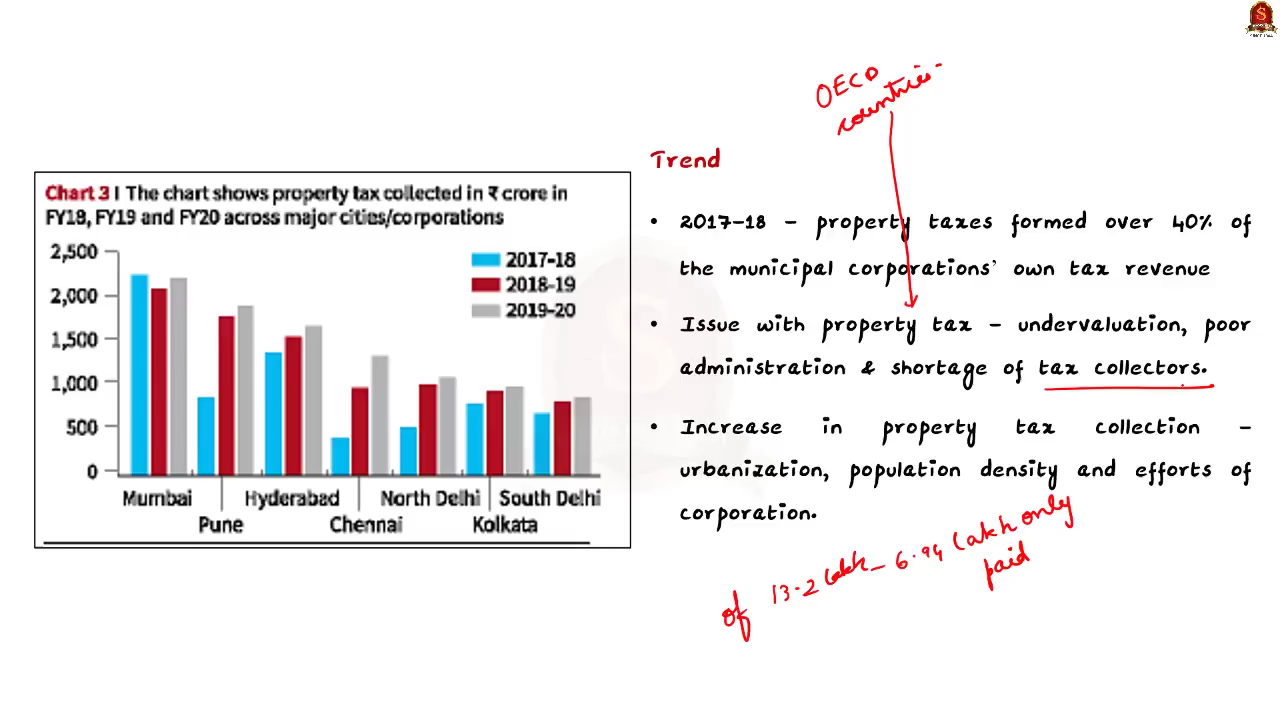 OECD
countries
Trend
Chart 3 I The chart shows property tax collected in ₹ crore in
FY18, FY19 and FY20 across major cities/corporations
2,500
2,000
1,500
1,000
500
0
2017-18
2018-19
2019-20
Mumbai
Hyderabad
North Delhi
South Delhi
Pune
Chennai
Kolkata
• 2017-18 – property taxes formed over 40% of
the municipal corporations' own tax revenue
• Issue with property tax – undervaluation, poor
administration & shortage of tax collectors.
• Increase in property tax collection –
urbanization, population density and efforts of
corporation.
of 13.2 lakh – 6.94 lakh only
paid